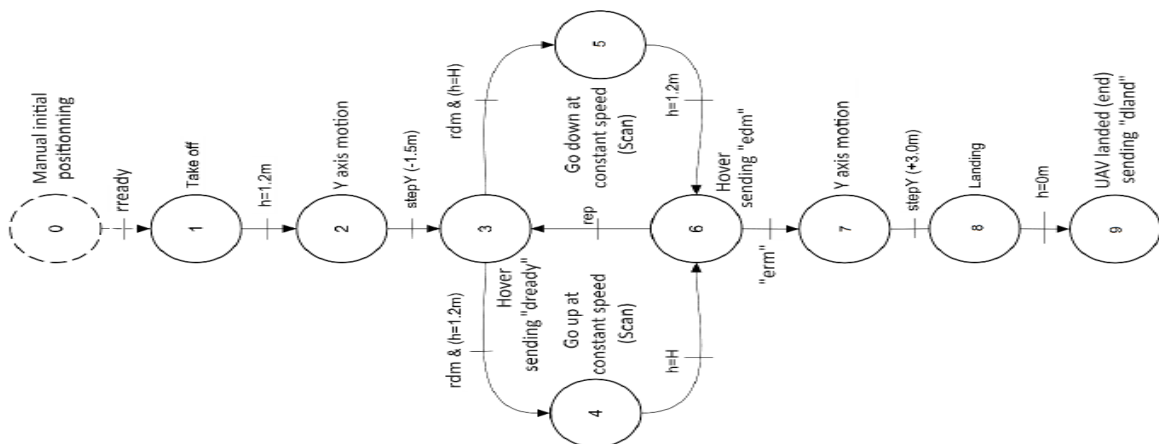 0
Manual initial
positionning
rready
1
Take off
h=1.2m
2
Y axis motion
stepY (-1.5m)
3
Hover
sending "dready"
rdm & (h=1.2m)
4
Go up at
constant speed
(Scan)
h=H
rdm & (h=H)
5
Go down at
constant speed
(Scan)
h=1.2m
rep
6
Hover
sending "edm"
"erm"
7
Y axis motion
stepY (+3.0m)
8
Landing
h=0m
9
UAV landed (end)
sending "dland"